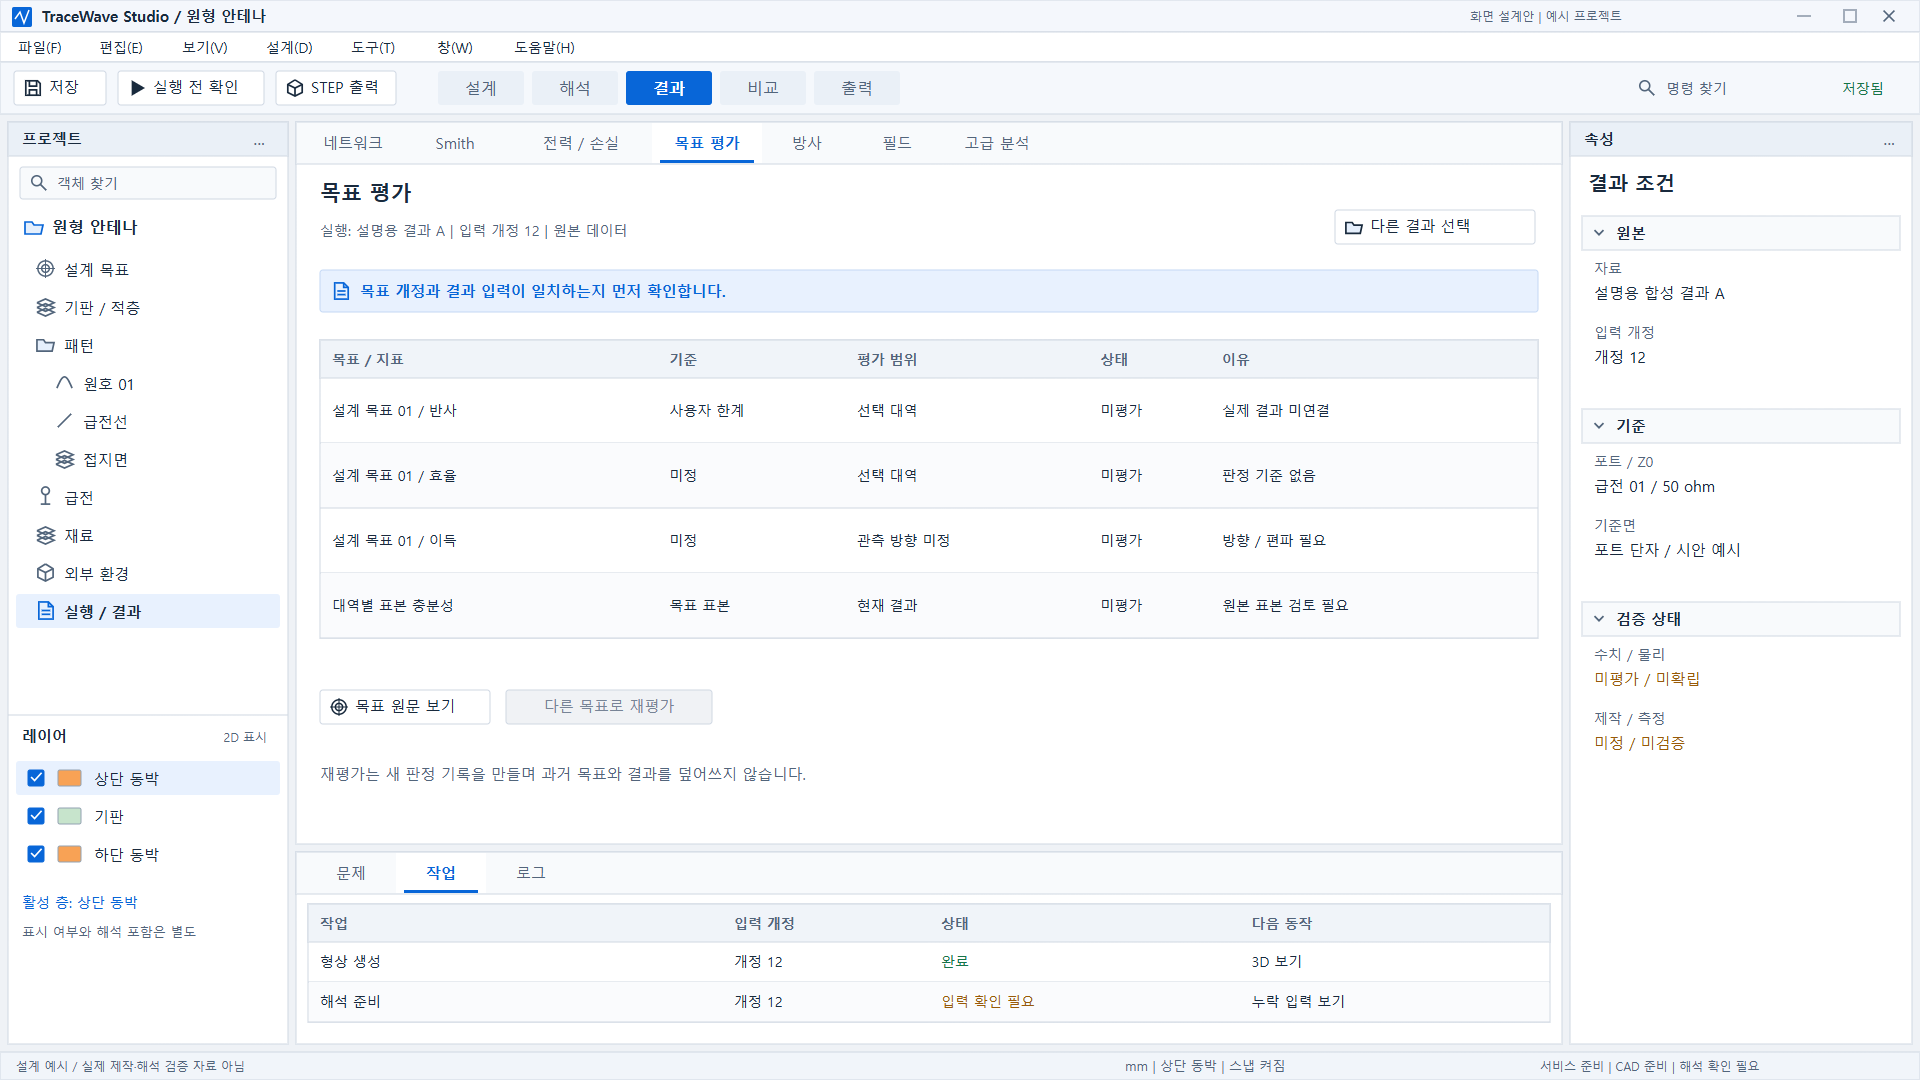 TraceWave Studio / 원형 안테나
화면 설계안 | 예시 프로젝트
파일(F) 편집(E) 보기(V) 설계(D) 도구(T) 창(W) 도움말(H)
저장 실행 전 확인 STEP 출력 설계 해석 결과 비교 출력 명령 찾기 저장됨
프로젝트 ...
객체 찾기
원형 안테나
설계 목표
기판 / 적층
패턴
원호 01
급전선
접지면
급전
재료
외부 환경
실행 / 결과
레이어 2D 표시
상단 동박
기판
하단 동박
활성 층: 상단 동박
표시 여부와 해석 포함은 별도
네트워크 Smith 전력 / 손실 목표 평가 방사 필드 고급 분석
목표 평가
실행: 설명용 결과 A | 입력 개정 12 | 원본 데이터
다른 결과 선택
목표 개정과 결과 입력이 일치하는지 먼저 확인합니다.
목표 / 지표 기준 평가 범위 상태 이유
설계 목표 01 / 반사 사용자 한계 선택 대역 미평가 실제 결과 미연결
설계 목표 01 / 효율 미정 선택 대역 미평가 판정 기준 없음
설계 목표 01 / 이득 미정 관측 방향 미정 미평가 방향 / 편파 필요
대역별 표본 충분성 목표 표본 현재 결과 미평가 원본 표본 검토 필요
목표 원문 보기 다른 목표로 재평가
재평가는 새 판정 기록을 만들며 과거 목표와 결과를 덮어쓰지 않습니다.
문제 작업 로그
작업 입력 개정 상태 다음 동작
형상 생성 개정 12 완료 3D 보기
해석 준비 개정 12 입력 확인 필요 누락 입력 보기
속성 ...
결과 조건
원본
자료
설명용 합성 결과 A
입력 개정
개정 12
기준
포트 / Z0
급전 01 / 50 ohm
기준면
포트 단자 / 시안 예시
검증 상태
수치 / 물리
미평가 / 미확립
제작 / 측정
미정 / 미검증
설계 예시 / 실제 제작·해석 검증 자료 아님
mm | 상단 동박 | 스냅 켜짐
서비스 준비 | CAD 준비 | 해석 확인 필요